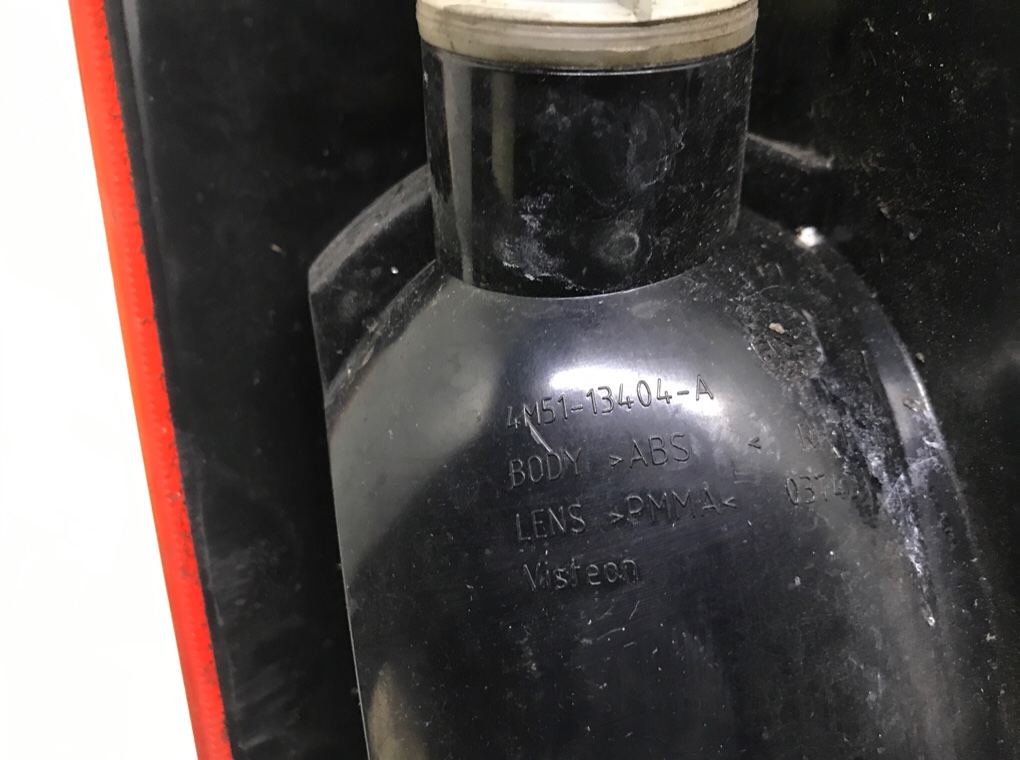 4M51-13404-A
BODY >ABS <
LENS >PMMA<
Visteon